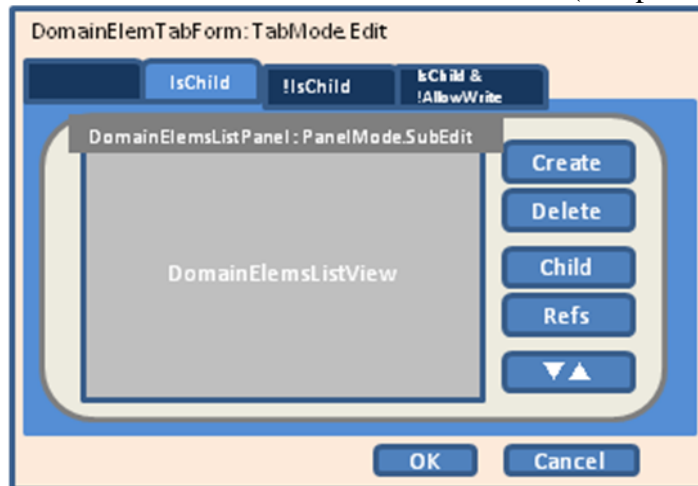 DomainElemTabForm: TabMode.Edit
IsChild
!IsChild
IsChild &
!AllowWrite
DomainElemsListPanel : PanelMode.SubEdit
Create
Delete
DomainElemsListView
Child
Refs
▼▲
OK
Cancel